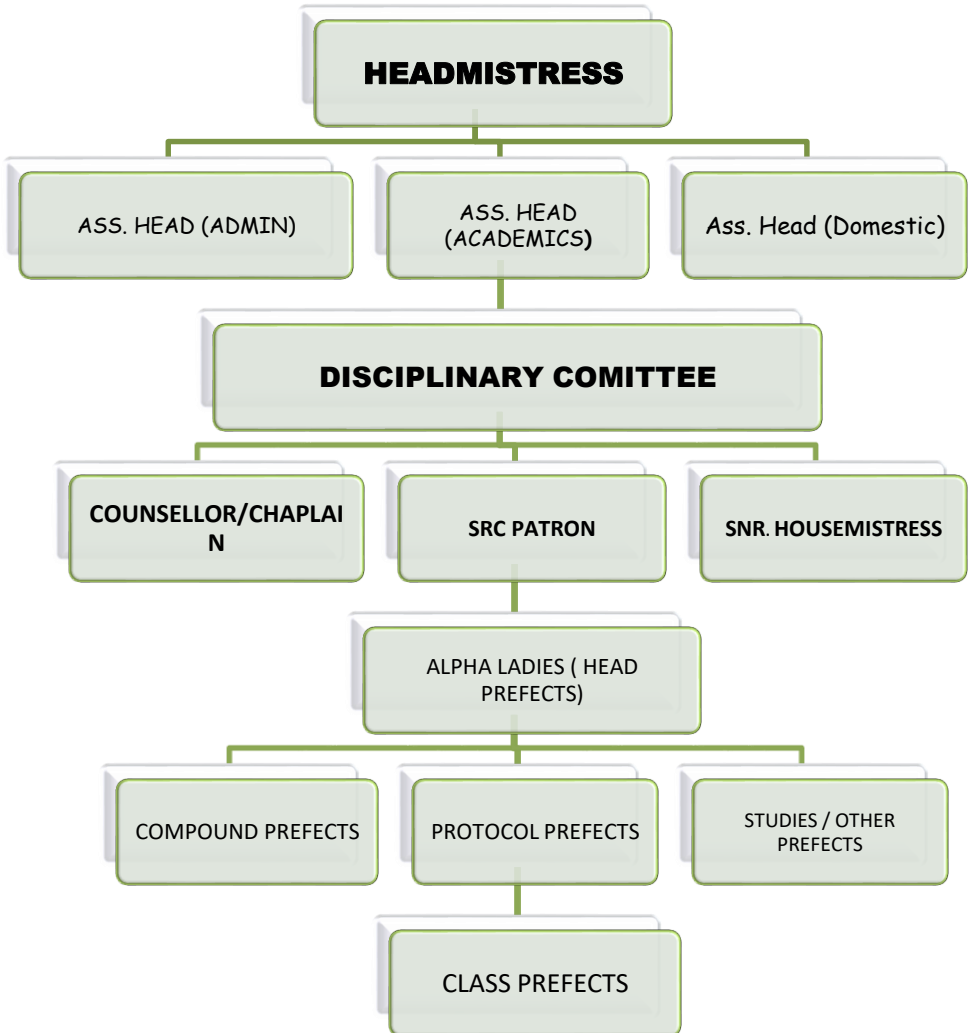 HEADMISTRESS
ASS. HEAD (ADMIN)
ASS. HEAD
(ACADEMICS)
Ass. Head (Domestic)
DISCIPLINARY COMITTEE
COUNSELLOR/CHAPLAI
N
SRC PATRON
SNR. HOUSEMISTRESS
ALPHA LADIES ( HEAD
PREFECTS)
COMPOUND PREFECTS
PROTOCOL PREFECTS
STUDIES / OTHER
PREFECTS
CLASS PREFECTS